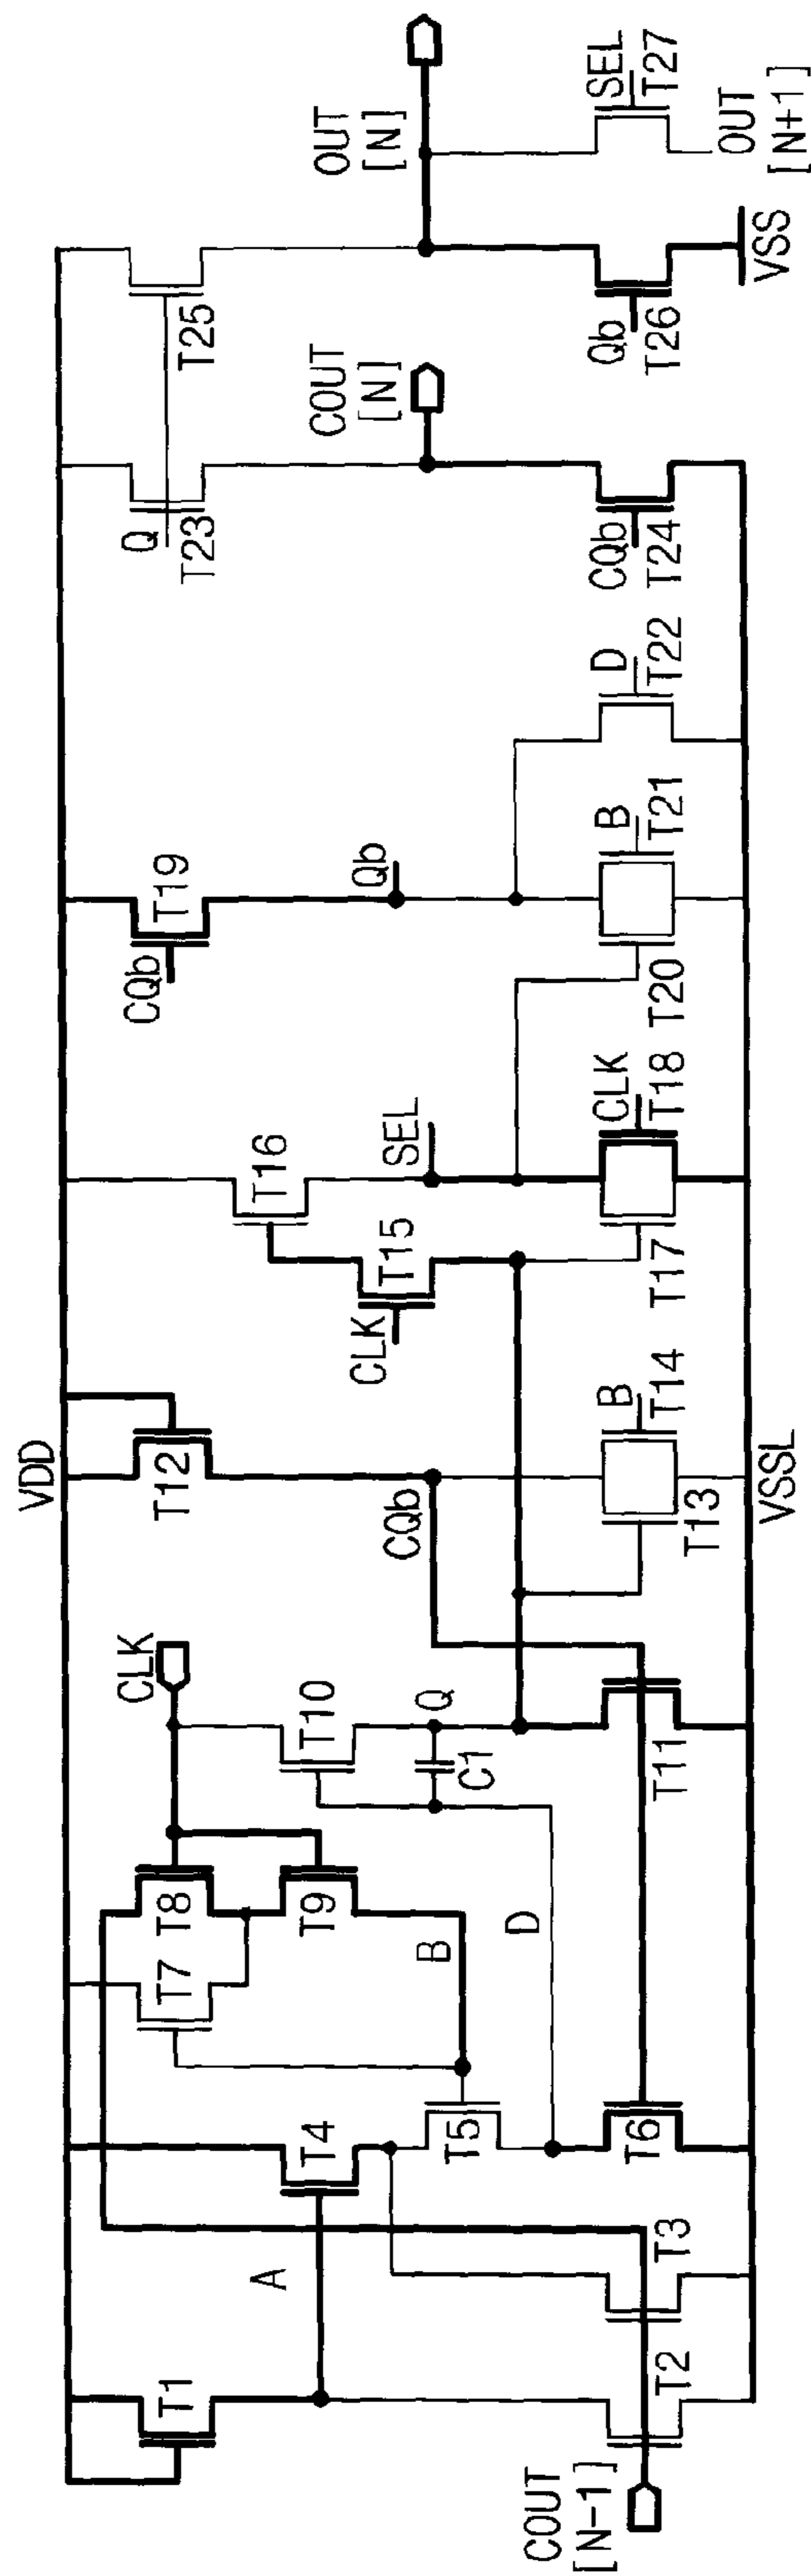 VDD
CLK
T1
T4
T7
T8
T9
T10
T12
T16
T19
CQb
Q
T23
T25
A
B
D
C1
Q
CQb
CLK
T15
SEL
Qb
COUT
[N]
OUT
[N]
T5
COUT
[N-1]
T2
T3
T6
T11
T13
B
T14
T17
CLK
T18
T20
B
T21
D
T22
CQb
T24
Qb
T26
SEL
T27
OUT
[N+1]
VSSL
VSS